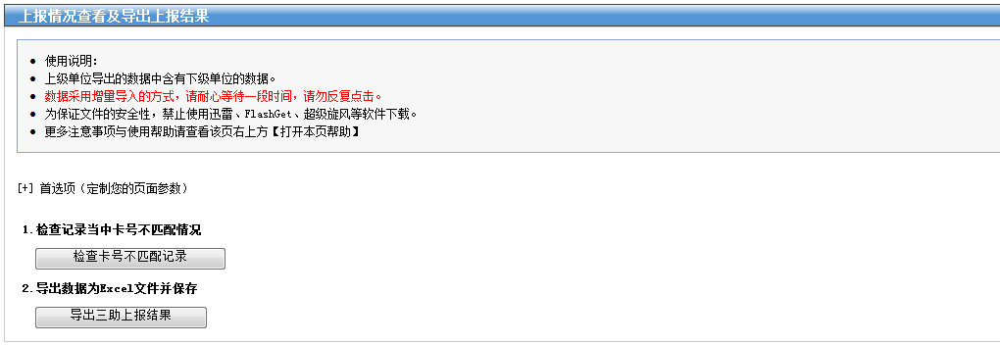 上报情况查看及导出上报结果
使用说明：
上级单位导出的数据中含有下级单位的数据。
数据采用增量导入的方式，请耐心等待一段时间，请勿反复点击。
为保证文件的安全性，禁止使用迅雷、FlashGet、超级旋风等软件下载。
更多注意事项与使用帮助请查看该页右上方【打开本页帮助】
[+] 首选项（定制您的页面参数）
1.检查记录当中卡号不匹配情况
检查卡号不匹配记录
2.导出数据为Excel文件并保存
导出三助上报结果